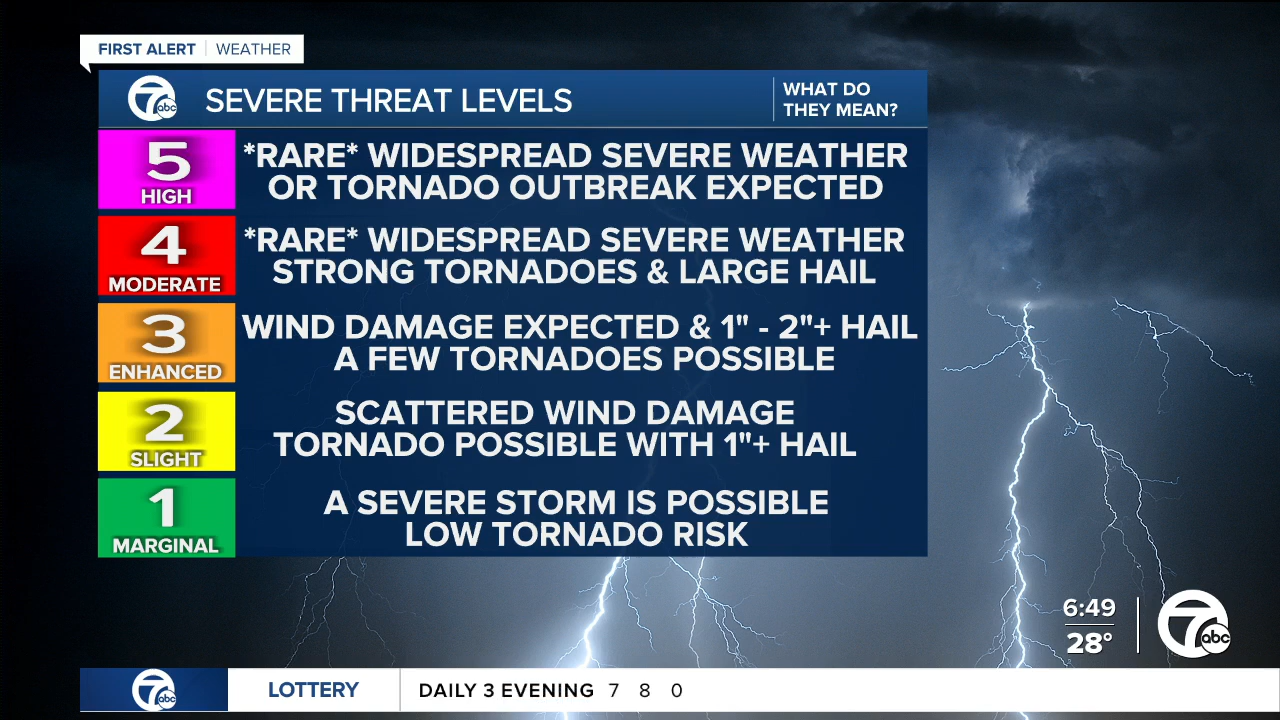 FIRST ALERT | WEATHER
7 abc
SEVERE THREAT LEVELS
WHAT DO
THEY MEAN?
5
HIGH
*RARE* WIDESPREAD SEVERE WEATHER
OR TORNADO OUTBREAK EXPECTED
4
MODERATE
*RARE* WIDESPREAD SEVERE WEATHER
STRONG TORNADOES & LARGE HAIL
3
ENHANCED
WIND DAMAGE EXPECTED & 1" - 2"+ HAIL
A FEW TORNADOES POSSIBLE
2
SLIGHT
SCATTERED WIND DAMAGE
TORNADO POSSIBLE WITH 1"+ HAIL
1
MARGINAL
A SEVERE STORM IS POSSIBLE
LOW TORNADO RISK
6:49
28°
7 abc
7 abc
LOTTERY
DAILY 3 EVENING 7 8 0